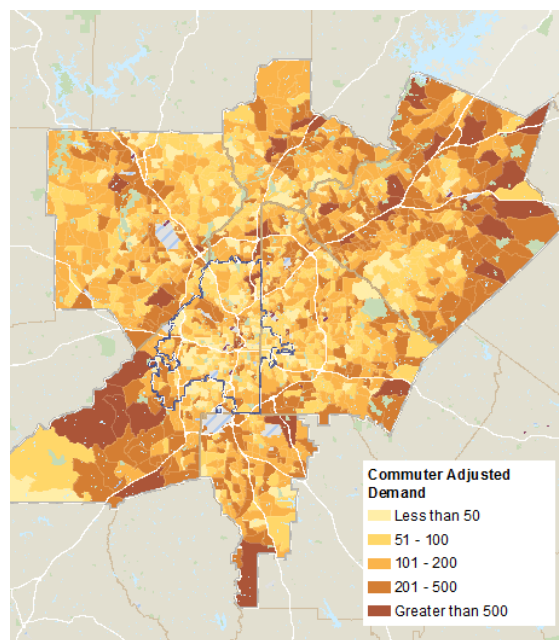 Commuter Adjusted
Demand
Less than 50
51 - 100
101 - 200
201 - 500
Greater than 500